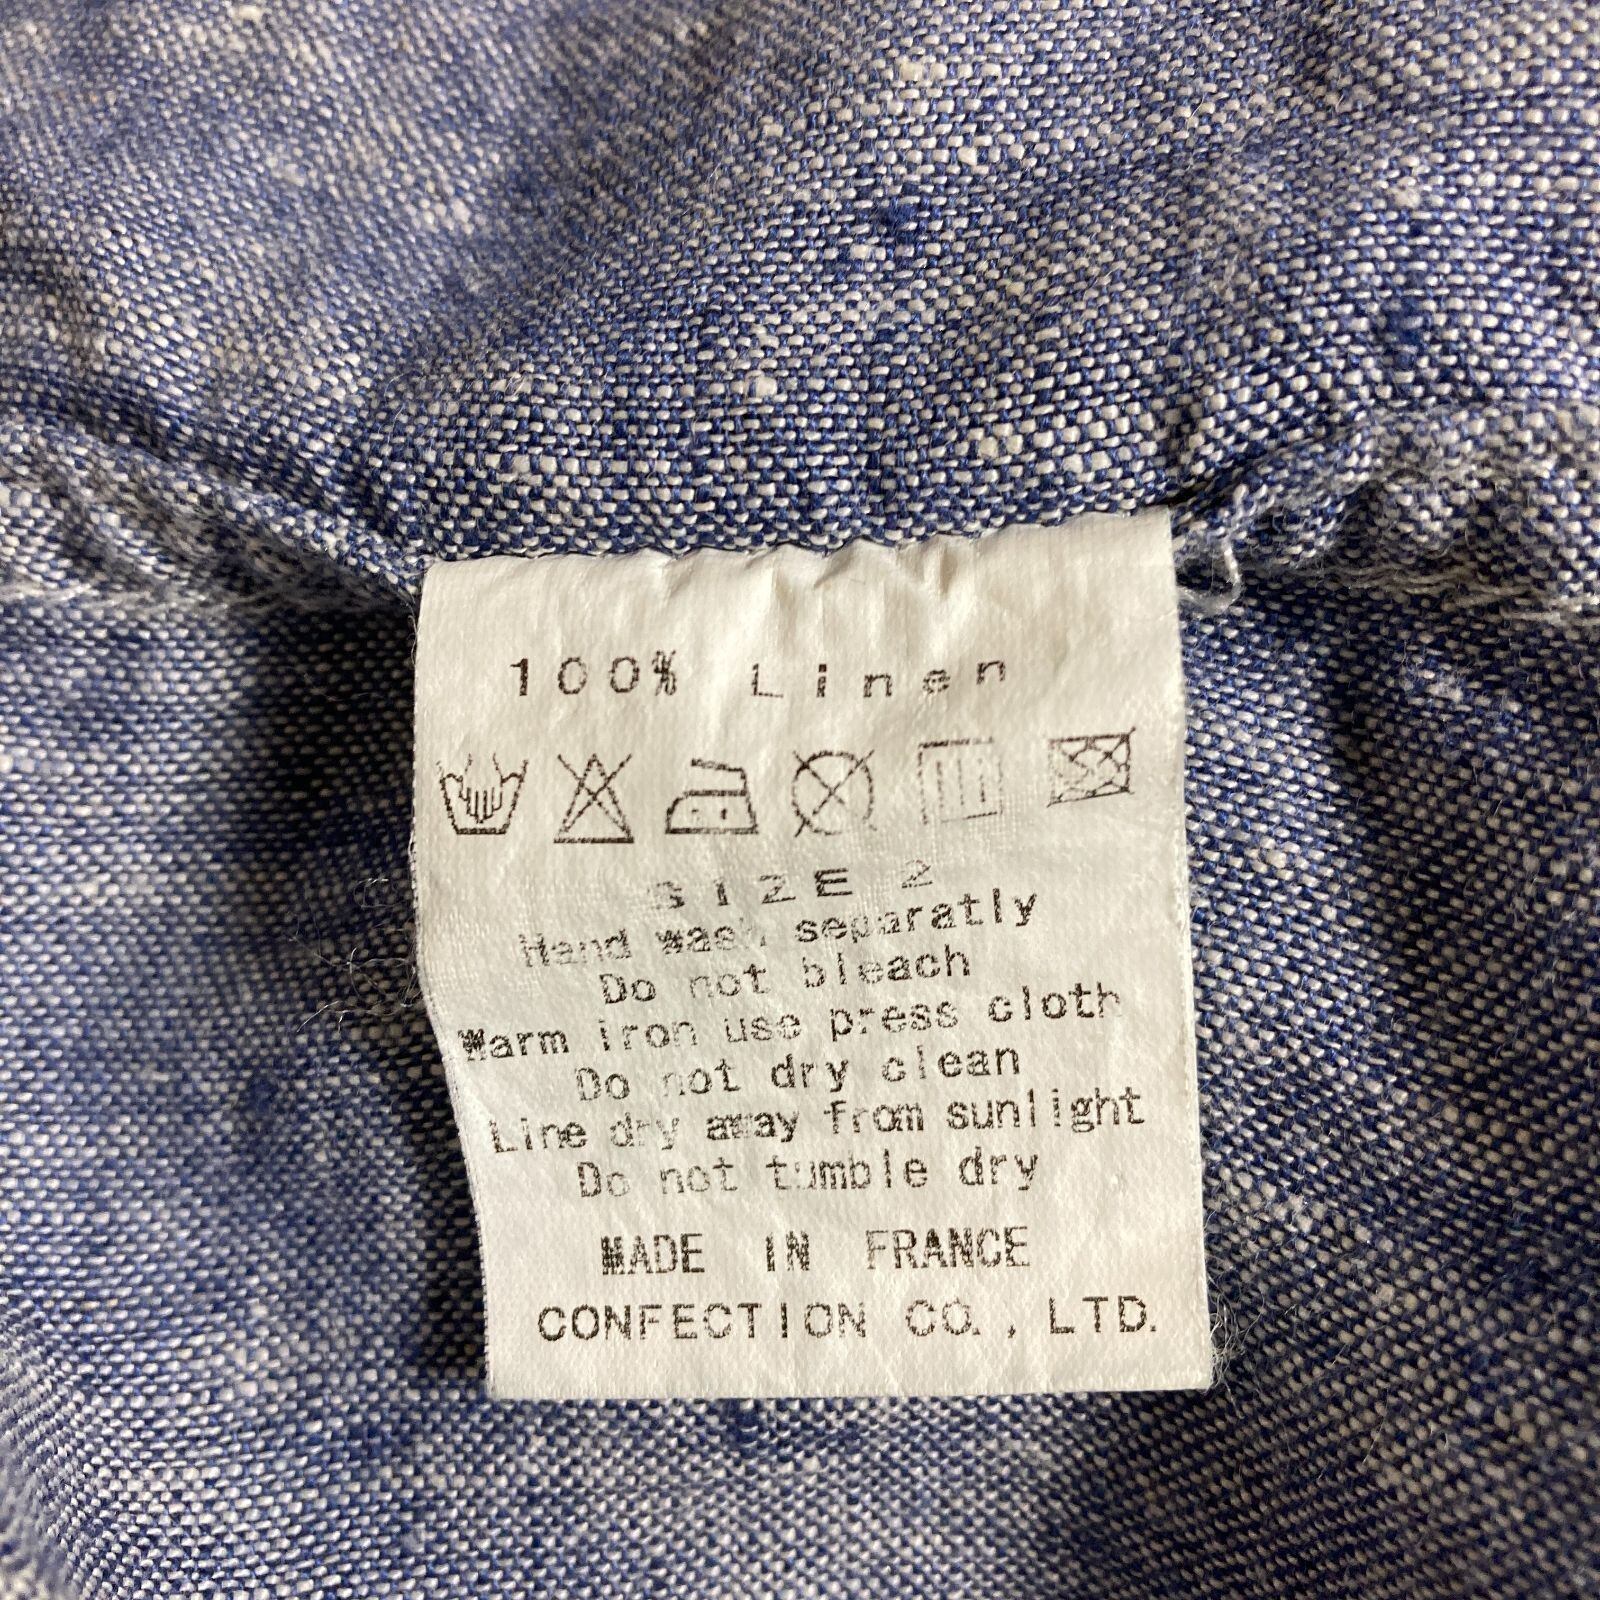 100% Linen
SIZE 2
Hand wash separatly
Do not bleach
Warm iron use press cloth
Do not dry clean
Line dry away from sunlight
Do not tumble dry
MADE IN FRANCE
CONFECTION CO., LTD.